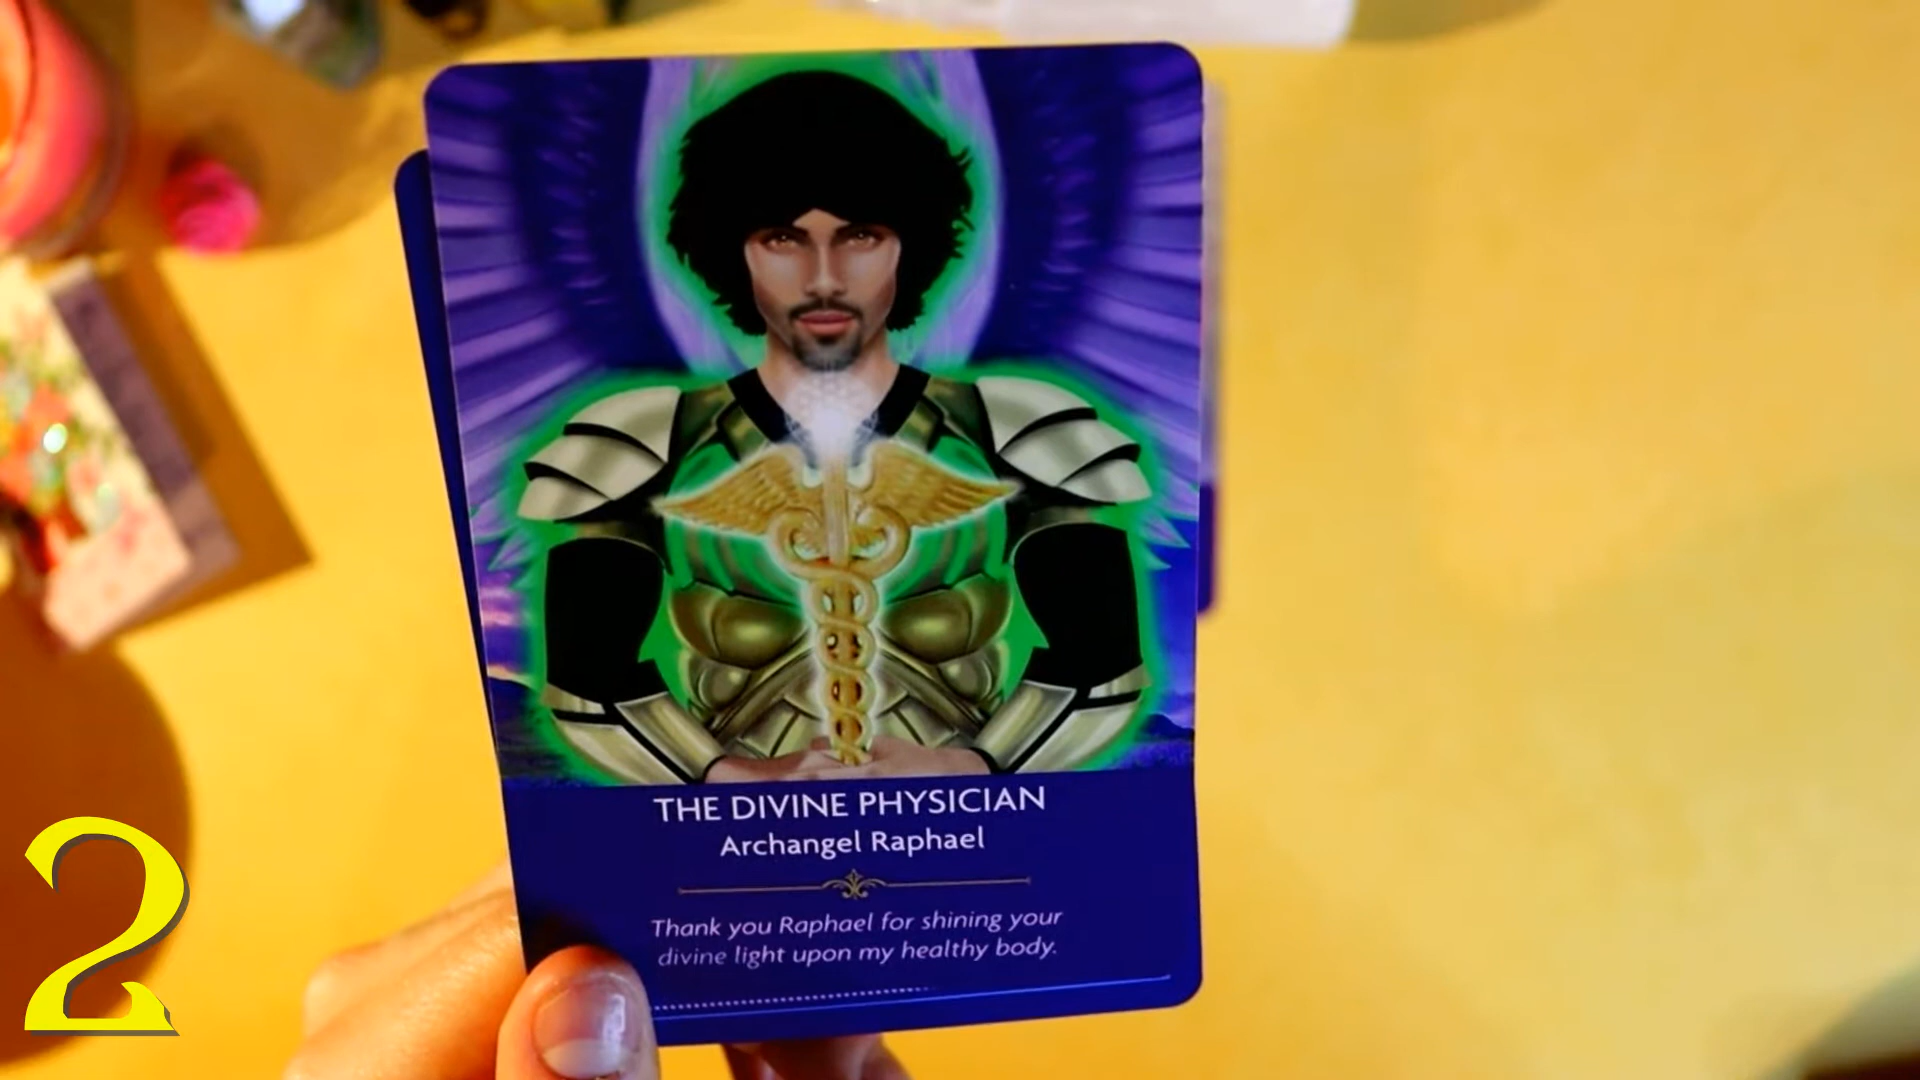 THE DIVINE PHYSICIAN
Archangel Raphael
Thank you Raphael for shining your
divine light upon my healthy body.
2